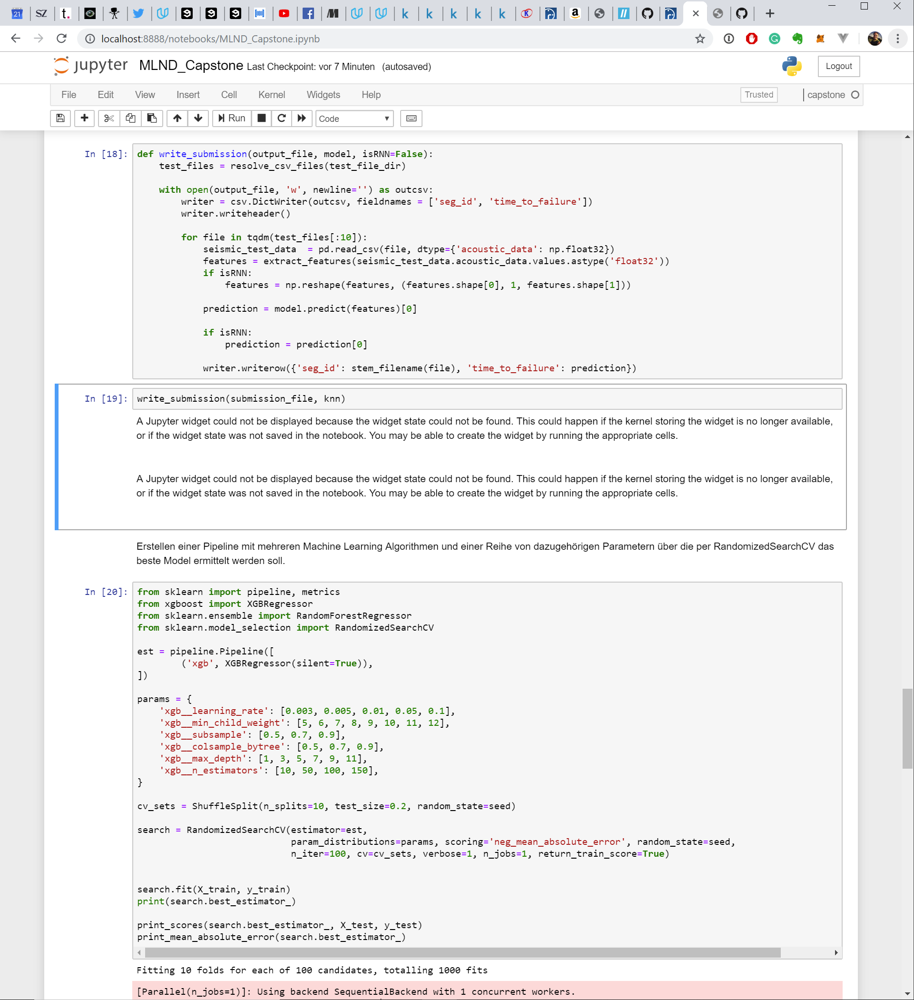 21
SZ
t.
k
k
k
k
k
K
a
localhost:8888/notebooks/MLND_Capstone.ipynb
jupyter MLND_Capstone Last Checkpoint: vor 7 Minuten (autosaved)
Logout
File Edit View Insert Cell Kernel Widgets Help
Trusted
capstone
Run
Code
In [18]:
def write_submission(output_file, model, isRNN=False):
    test_files = resolve_csv_files(test_file_dir)
    with open(output_file, 'w', newline='') as outcsv:
        writer = csv.DictWriter(outcsv, fieldnames = ['seg_id', 'time_to_failure'])
        writer.writeheader()
        for file in tqdm(test_files[:10]):
            seismic_test_data  = pd.read_csv(file, dtype={'acoustic_data': np.float32})
            features = extract_features(seismic_test_data.acoustic_data.values.astype('float32'))
            if isRNN:
                features = np.reshape(features, (features.shape[0], 1, features.shape[1]))
            prediction = model.predict(features)[0]
            if isRNN:
                prediction = prediction[0]
            writer.writerow({'seg_id': stem_filename(file), 'time_to_failure': prediction})
In [19]:
write_submission(submission_file, knn)
A Jupyter widget could not be displayed because the widget state could not be found. This could happen if the kernel storing the widget is no longer available,
or if the widget state was not saved in the notebook. You may be able to create the widget by running the appropriate cells.
A Jupyter widget could not be displayed because the widget state could not be found. This could happen if the kernel storing the widget is no longer available,
or if the widget state was not saved in the notebook. You may be able to create the widget by running the appropriate cells.
Erstellen einer Pipeline mit mehreren Machine Learning Algorithmen und einer Reihe von dazugehörigen Parametern über die per RandomizedSearchCV das
beste Model ermittelt werden soll.
In [20]:
from sklearn import pipeline, metrics
from xgboost import XGBRegressor
from sklearn.ensemble import RandomForestRegressor
from sklearn.model_selection import RandomizedSearchCV
est = pipeline.Pipeline([
        ('xgb', XGBRegressor(silent=True)),
])
params = {
    'xgb__learning_rate': [0.003, 0.005, 0.01, 0.05, 0.1],
    'xgb__min_child_weight': [5, 6, 7, 8, 9, 10, 11, 12],
    'xgb__subsample': [0.5, 0.7, 0.9],
    'xgb__colsample_bytree': [0.5, 0.7, 0.9],
    'xgb__max_depth': [1, 3, 5, 7, 9, 11],
    'xgb__n_estimators': [10, 50, 100, 150],
}
cv_sets = ShuffleSplit(n_splits=10, test_size=0.2, random_state=seed)
search = RandomizedSearchCV(estimator=est,
                            param_distributions=params, scoring='neg_mean_absolute_error', random_state=seed,
                            n_iter=100, cv=cv_sets, verbose=1, n_jobs=1, return_train_score=True)
search.fit(X_train, y_train)
print(search.best_estimator_)
print_scores(search.best_estimator_, X_test, y_test)
print_mean_absolute_error(search.best_estimator_)
Fitting 10 folds for each of 100 candidates, totalling 1000 fits
[Parallel(n_jobs=1)]: Using backend SequentialBackend with 1 concurrent workers.